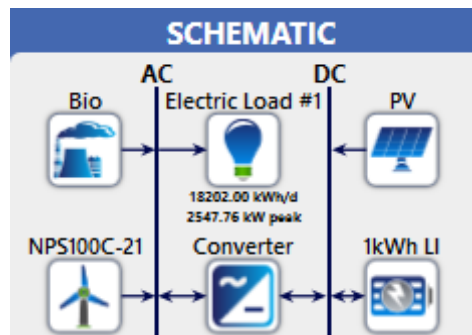 SCHEMATIC
AC DC
Bio Electric Load #1 PV
18202.00 kWh/d
2547.76 kW peak
NPS100C-21 Converter 1kWh LI